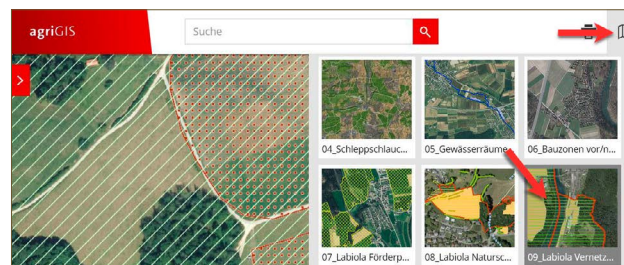 agriGIS
Suche
04_Schleppschlauc...
05_Gewässerräume...
06_Bauzonen vor/n...
07_Labiola Förderp...
08_Labiola Natursc...
09_Labiola Vernetz...